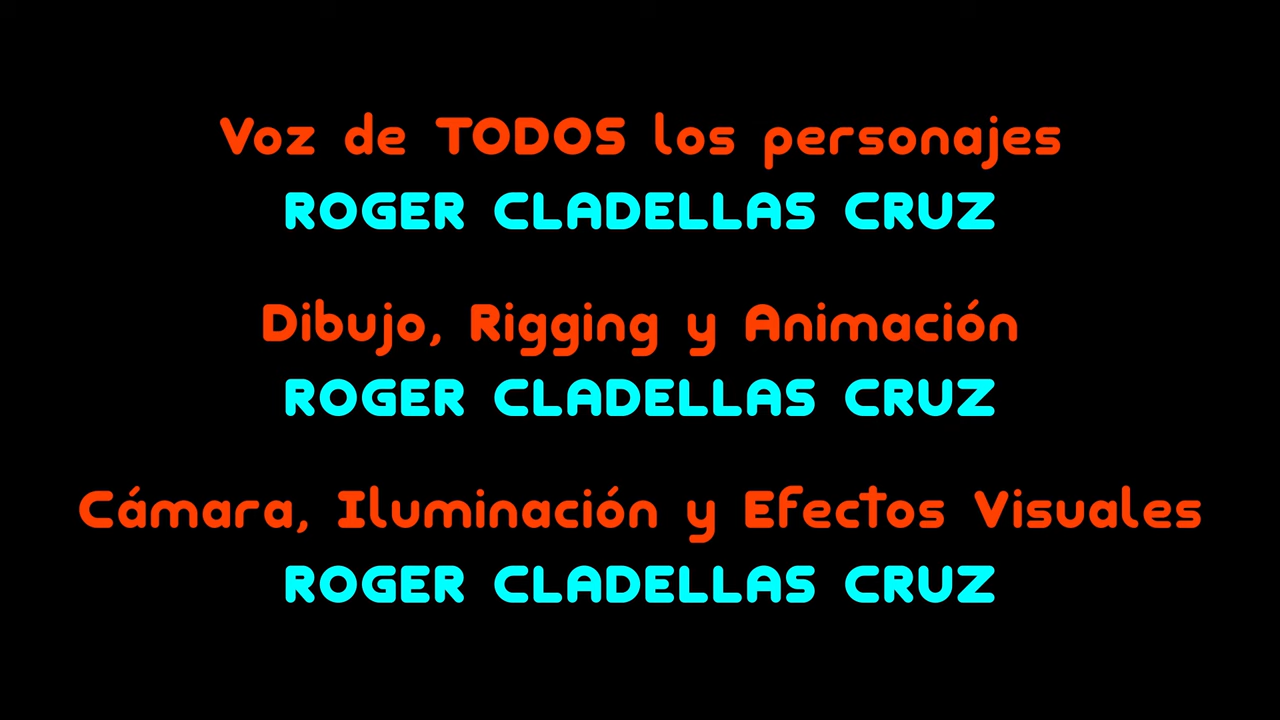 Voz de TODOS los personajes
ROGER CLADELLAS CRUZ
Dibujo, Rigging y Animación
ROGER CLADELLAS CRUZ
Cámara, Iluminación y Efectos Visuales
ROGER CLADELLAS CRUZ